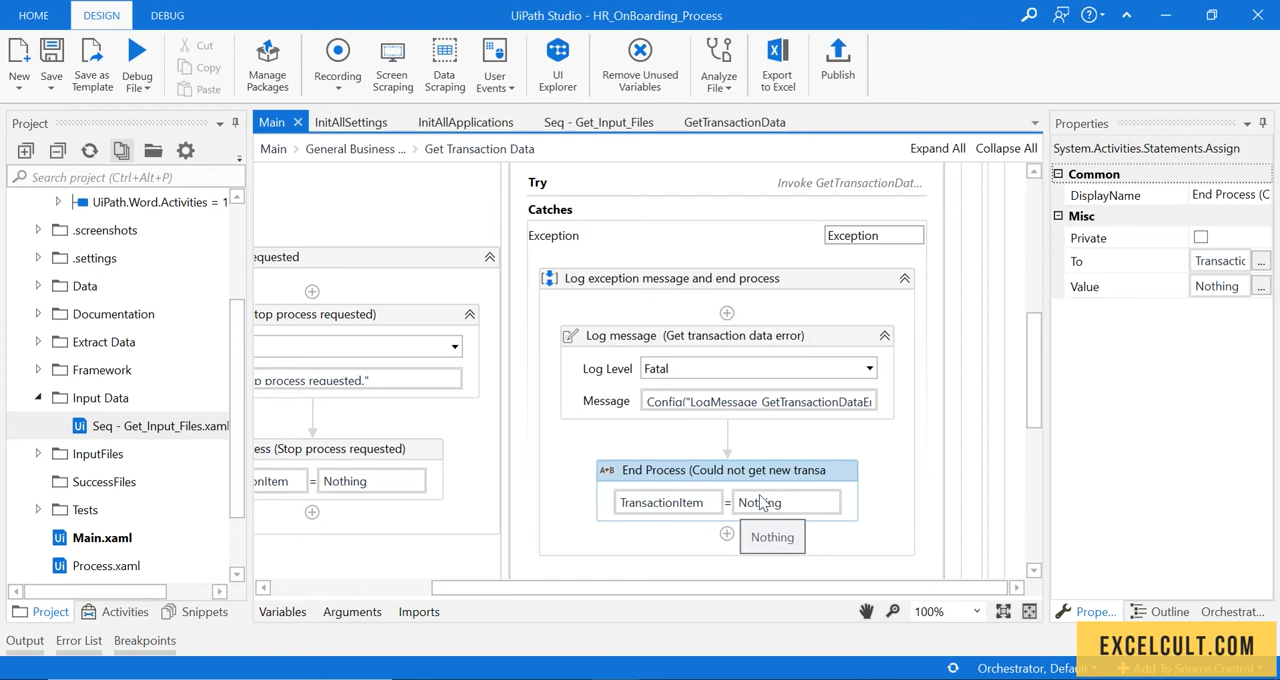 HOME
DESIGN
DEBUG
UiPath Studio - HR_OnBoarding_Process
New
Save
Save as Template
Debug File
Cut
Copy
Paste
Manage Packages
Recording
Screen Scraping
Data Scraping
User Events
UI Explorer
Remove Unused Variables
Analyze File
Export to Excel
Publish
Project
Search project (Ctrl+Alt+P)
UiPath.Word.Activities = 1
.screenshots
.settings
Data
Documentation
Extract Data
Framework
Input Data
Seq - Get_Input_Files.xaml
InputFiles
SuccessFiles
Tests
Main.xaml
Process.xaml
Project
Activities
Snippets
Output
Error List
Breakpoints
Main
InitAllSettings
InitAllApplications
Seq - Get_Input_Files
GetTransactionData
Main > General Business ... > Get Transaction Data
Expand All
Collapse All
equested
top process requested)
p process requested."
ess (Stop process requested)
onItem = Nothing
Try
Invoke GetTransactionDat...
Catches
Exception
Exception
Log exception message and end process
Log message (Get transaction data error)
Log Level
Fatal
Message
Config("LogMessage_GetTransactionDataEr
End Process (Could not get new transa
A+B
TransactionItem = Nothing
Nothing
Variables
Arguments
Imports
100%
Properties
System.Activities.Statements.Assign
Common
DisplayName
End Process (C
Misc
Private
To
Transactic
...
Value
Nothing
...
Prope...
Outline
Orchestrat...
EXCELCULT.COM
Orchestrator, Default
Add To Source Control